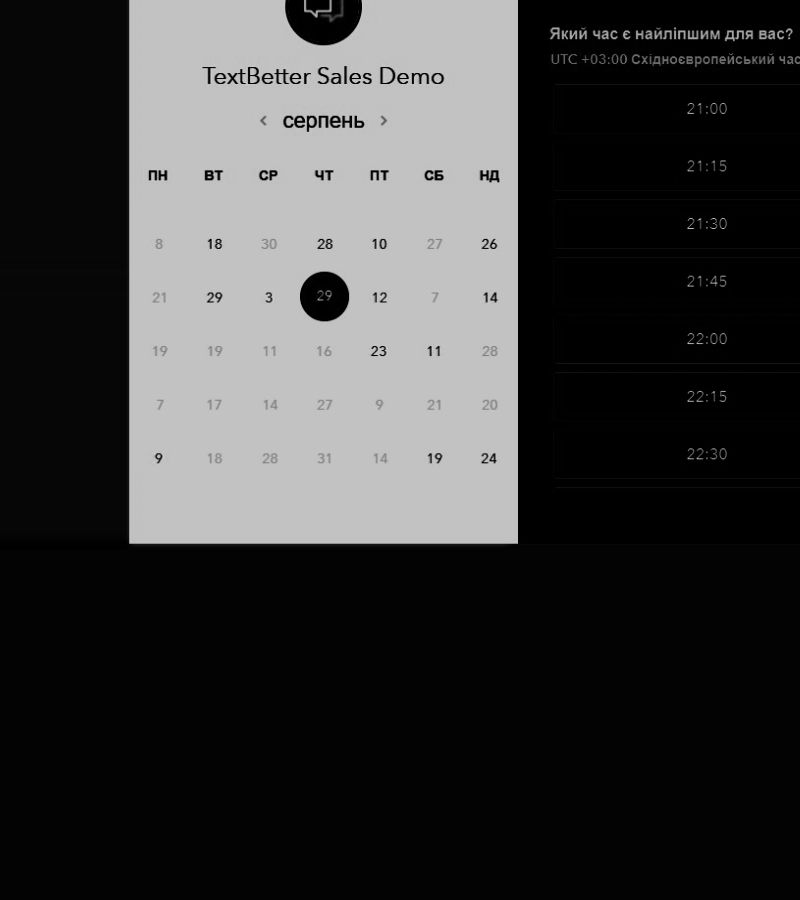 TextBetter Sales Demo
серпень
ПН ВТ СР ЧТ ПТ СБ НД
8 18 30 28 10 27 26
21 29 3 29 12 7 14
19 19 11 16 23 11 28
7 17 14 27 9 21 20
9 18 28 31 14 19 24
Який час є найліпшим для вас?
UTC +03:00 Східноєвропейський час
21:00
21:15
21:30
21:45
22:00
22:15
22:30